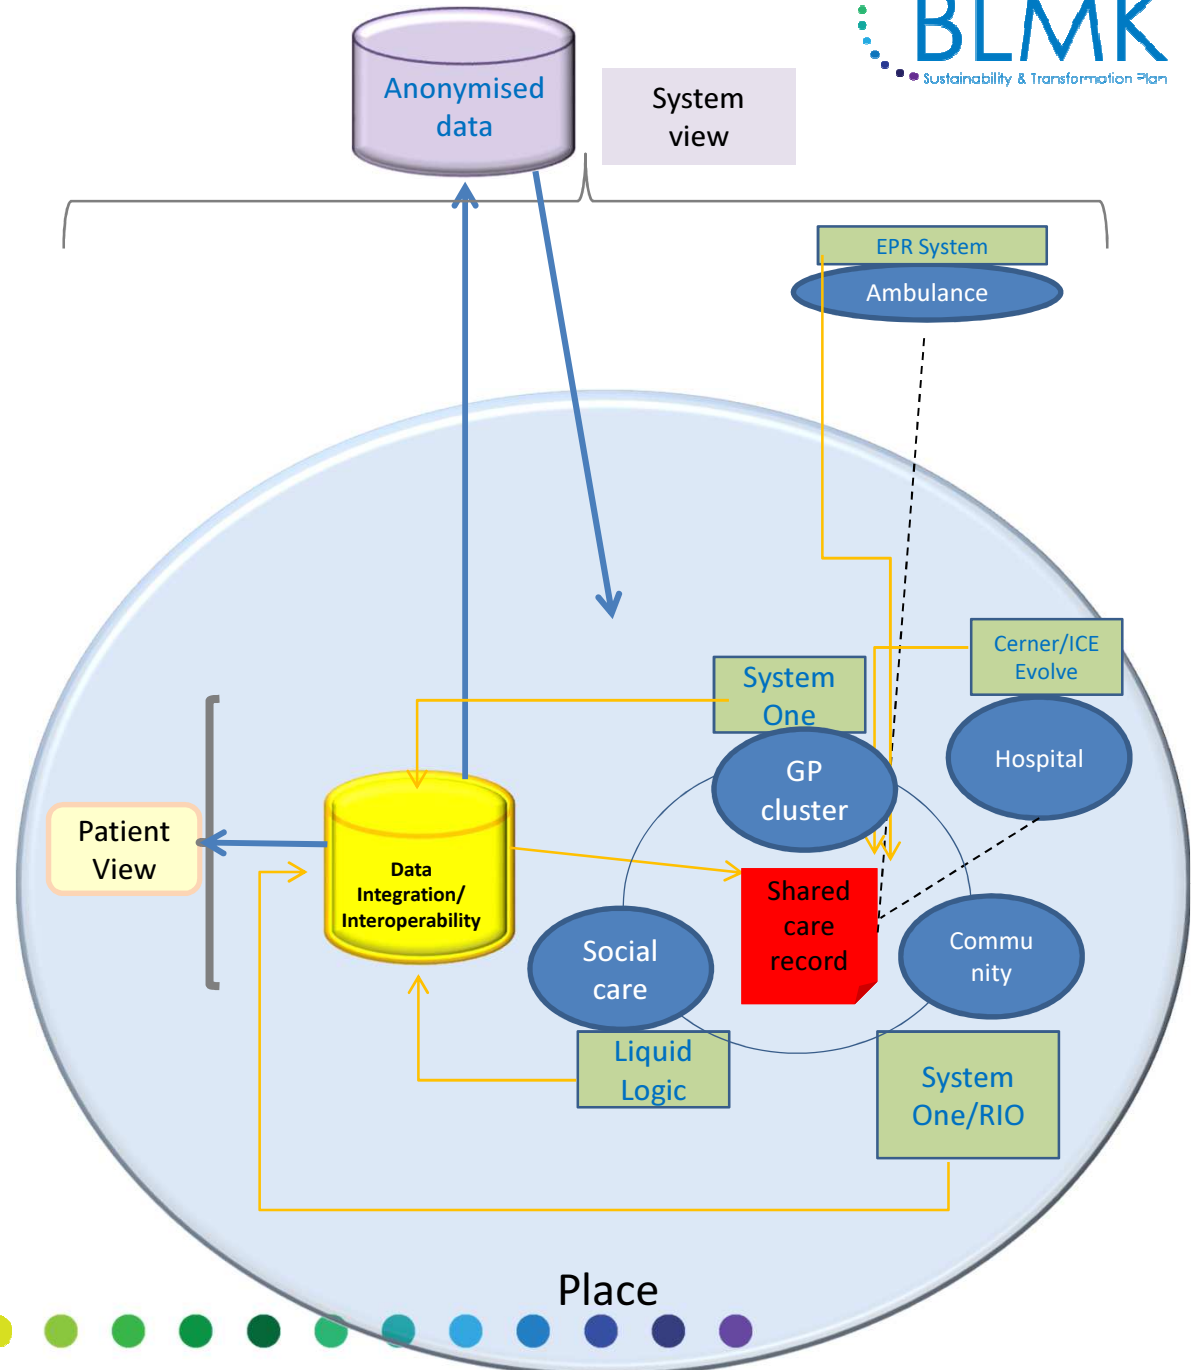 BLMK
Sustainability & Transformation Plan
Anonymised
data
System
view
EPR System
Ambulance
Cerner/ICE
Evolve
System
One
Hospital
GP
cluster
Patient
View
Data
Integration/
Interoperability
Shared
care
record
Social
care
Commu
nity
Liquid
Logic
System
One/RIO
Place